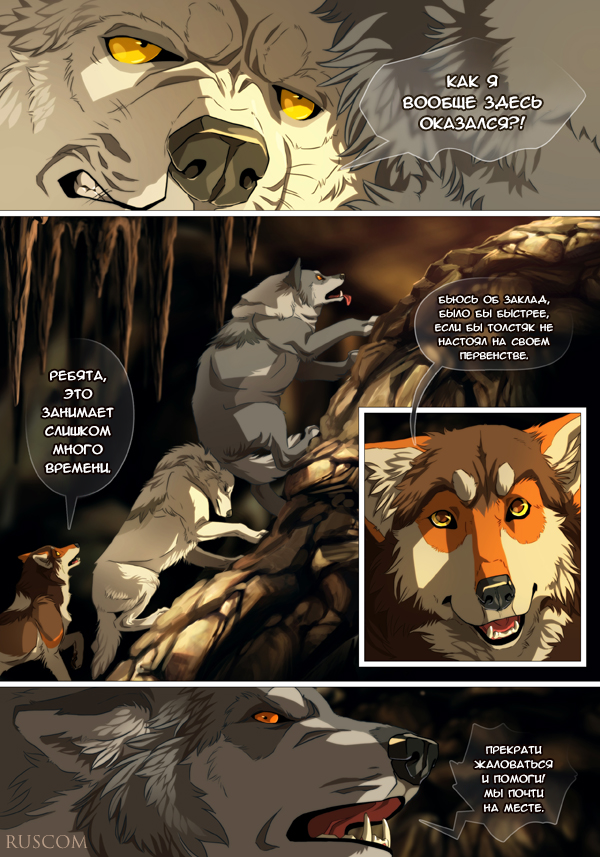 КАК Я
ВООБЩЕ ЗДЕСЬ
ОКАЗАЛСЯ?!
РЕБЯТА,
ЭТО
ЗАНИМАЕТ
СЛИШКОМ
МНОГО
ВРЕМЕНИ.
БЬЮСЬ ОБ ЗАКЛАД,
БЫЛО БЫ БЫСТРЕЕ,
ЕСЛИ БЫ ТОЛСТЯК НЕ
НАСТОЯЛ НА СВОЕМ
ПЕРВЕНСТВЕ.
ПРЕКРАТИ
ЖАЛОВАТЬСЯ
И ПОМОГИ!
МЫ ПОЧТИ
НА МЕСТЕ.
RUSCOM